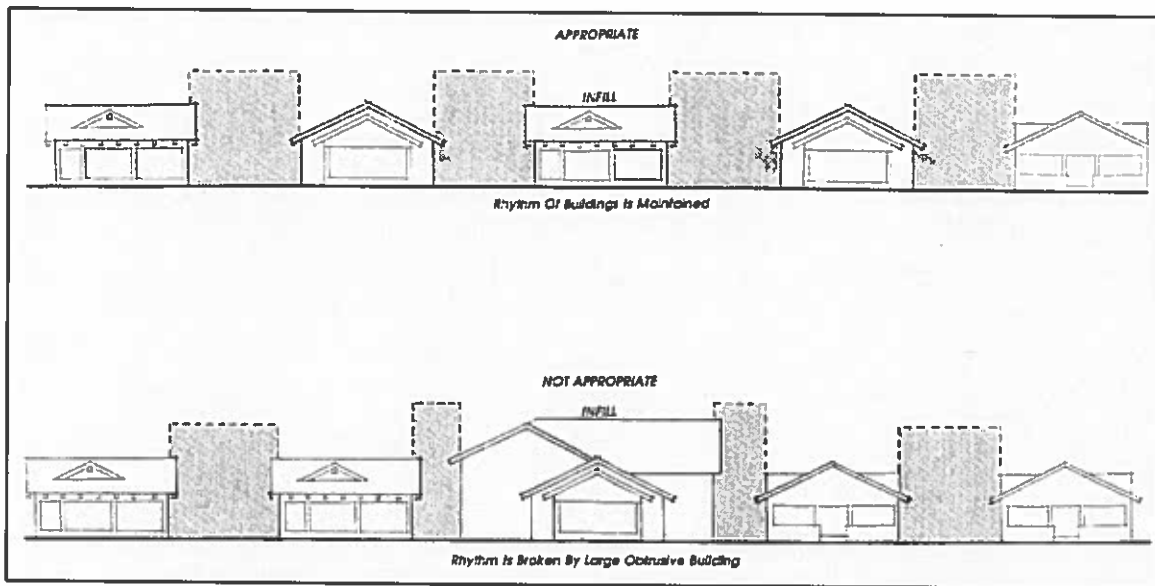 APPROPRIATE
INFILL
Rhythm Of Buildings Is Maintained
NOT APPROPRIATE
INFILL
Rhythm Is Broken By Large Obtrusive Building